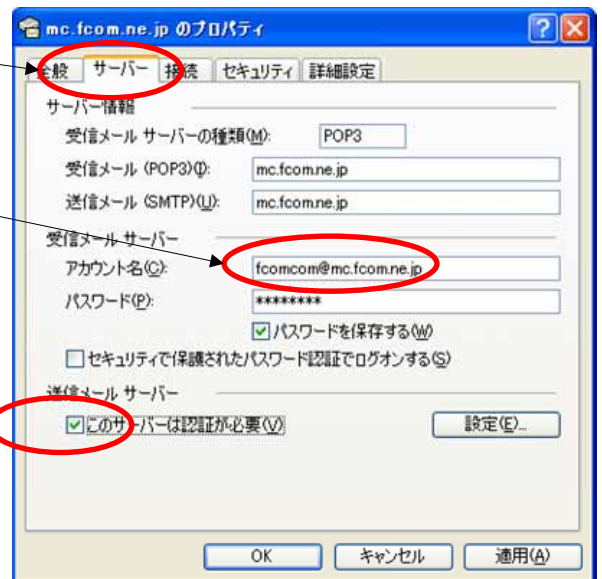 mc.fcom.ne.jp のプロパティ
全般 サーバー 接続 セキュリティ 詳細設定
サーバー情報
受信メール サーバーの種類(M): POP3
受信メール (POP3)(I): mc.fcom.ne.jp
送信メール (SMTP)(U): mc.fcom.ne.jp
受信メール サーバー
アカウント名(C): fcomcom@mc.fcom.ne.jp
パスワード(P): ********
パスワードを保存する(W)
セキュリティで保護されたパスワード認証でログオンする(S)
送信メール サーバー
このサーバーは認証が必要(V) 設定(E)...
OK キャンセル 適用(A)